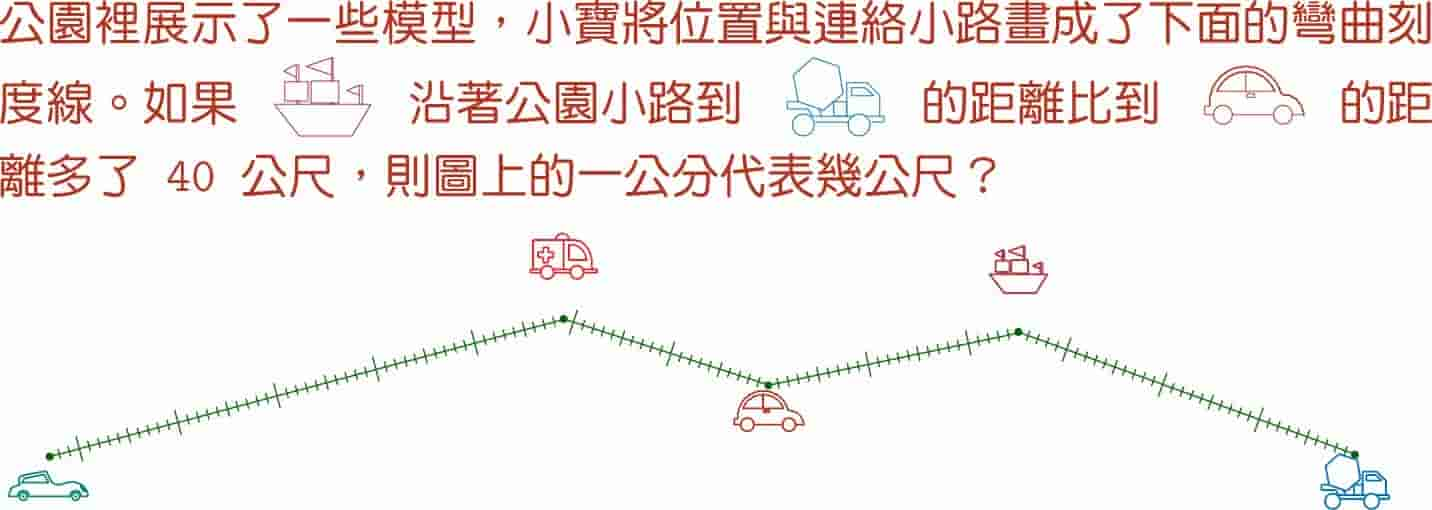 公園裡展示了一些模型，小寶將位置與連絡小路畫成了下面的彎曲刻
度線。如果 沿著公園小路到 的距離比到 的距
離多了 40 公尺，則圖上的一公分代表幾公尺？